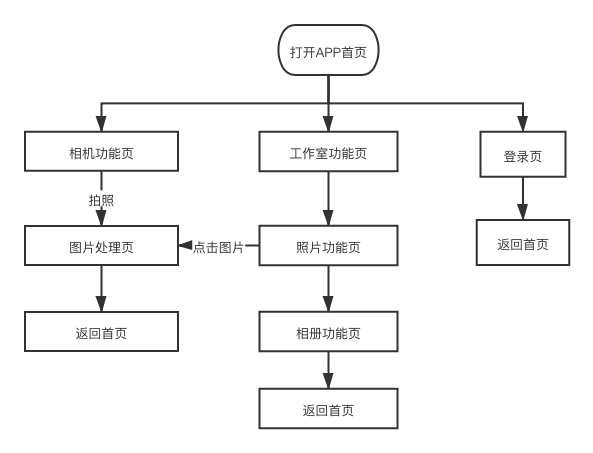 打开APP首页
相机功能页
工作室功能页
登录页
拍照
图片处理页
点击图片
照片功能页
返回首页
返回首页
相册功能页
返回首页